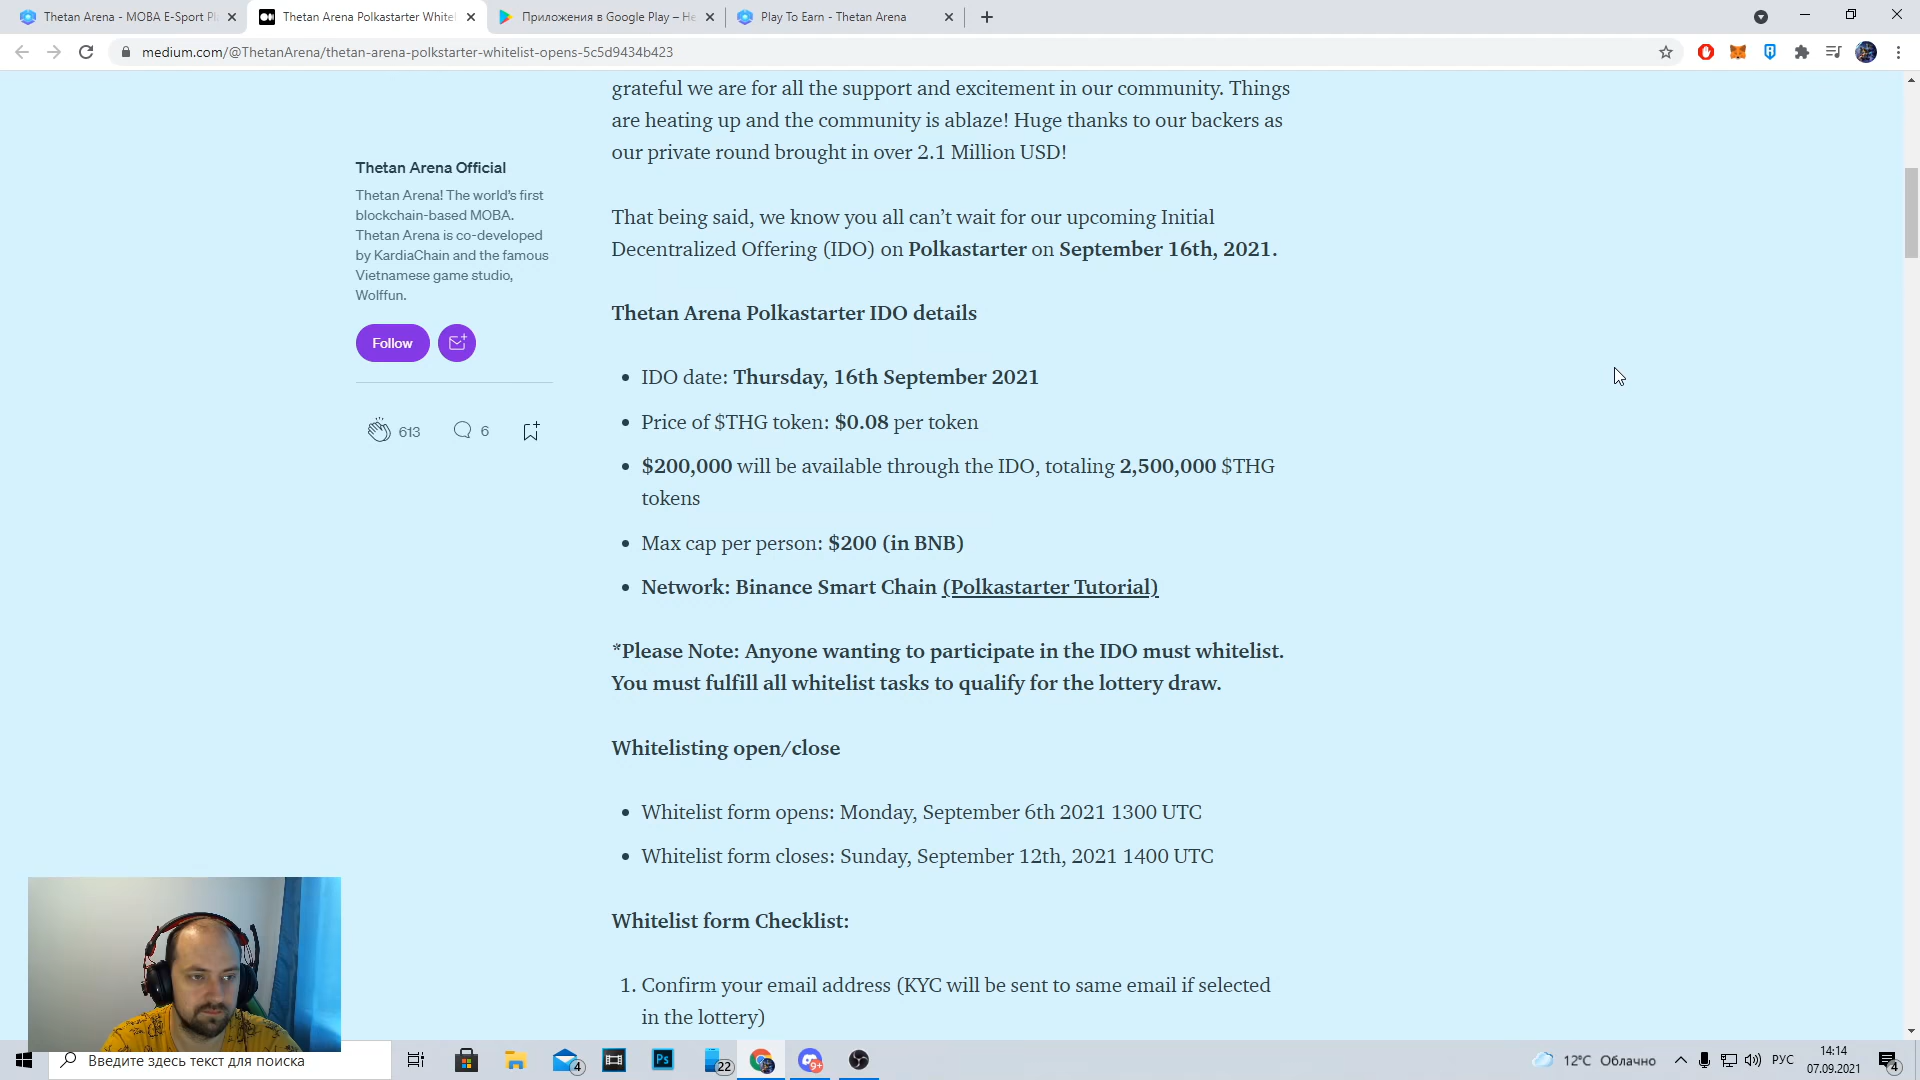 Thetan Arena - MOBA E-Sport Pl
Thetan Arena Polkastarter Whitel
Приложения в Google Play – He
Play To Earn - Thetan Arena
medium.com/@ThetanArena/thetan-arena-polkstarter-whitelist-opens-5c5d9434b423
grateful we are for all the support and excitement in our community. Things
are heating up and the community is ablaze! Huge thanks to our backers as
our private round brought in over 2.1 Million USD!
Thetan Arena Official
Thetan Arena! The world's first
blockchain-based MOBA.
Thetan Arena is co-developed
by KardiaChain and the famous
Vietnamese game studio,
Wolffun.
Follow
613
6
That being said, we know you all can't wait for our upcoming Initial
Decentralized Offering (IDO) on Polkastarter on September 16th, 2021.
Thetan Arena Polkastarter IDO details
• IDO date: Thursday, 16th September 2021
• Price of $THG token: $0.08 per token
• $200,000 will be available through the IDO, totaling 2,500,000 $THG
tokens
• Max cap per person: $200 (in BNB)
• Network: Binance Smart Chain (Polkastarter Tutorial)
*Please Note: Anyone wanting to participate in the IDO must whitelist.
You must fulfill all whitelist tasks to qualify for the lottery draw.
Whitelisting open/close
• Whitelist form opens: Monday, September 6th 2021 1300 UTC
• Whitelist form closes: Sunday, September 12th, 2021 1400 UTC
Whitelist form Checklist:
1. Confirm your email address (KYC will be sent to same email if selected
in the lottery)
Введите здесь текст для поиска
4
Ps
22
9+
12°C Облачно
РУС
14:14
07.09.2021
4